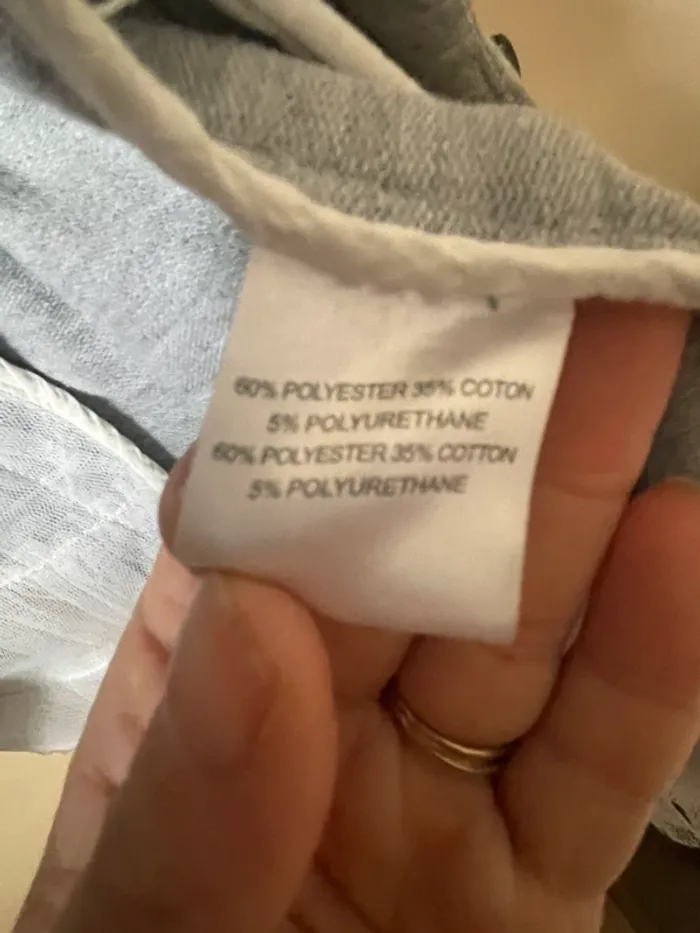 60% POLYESTER 35% COTON
5% POLYURETHANE
60% POLYESTER 35% COTTON
5% POLYURETHANE